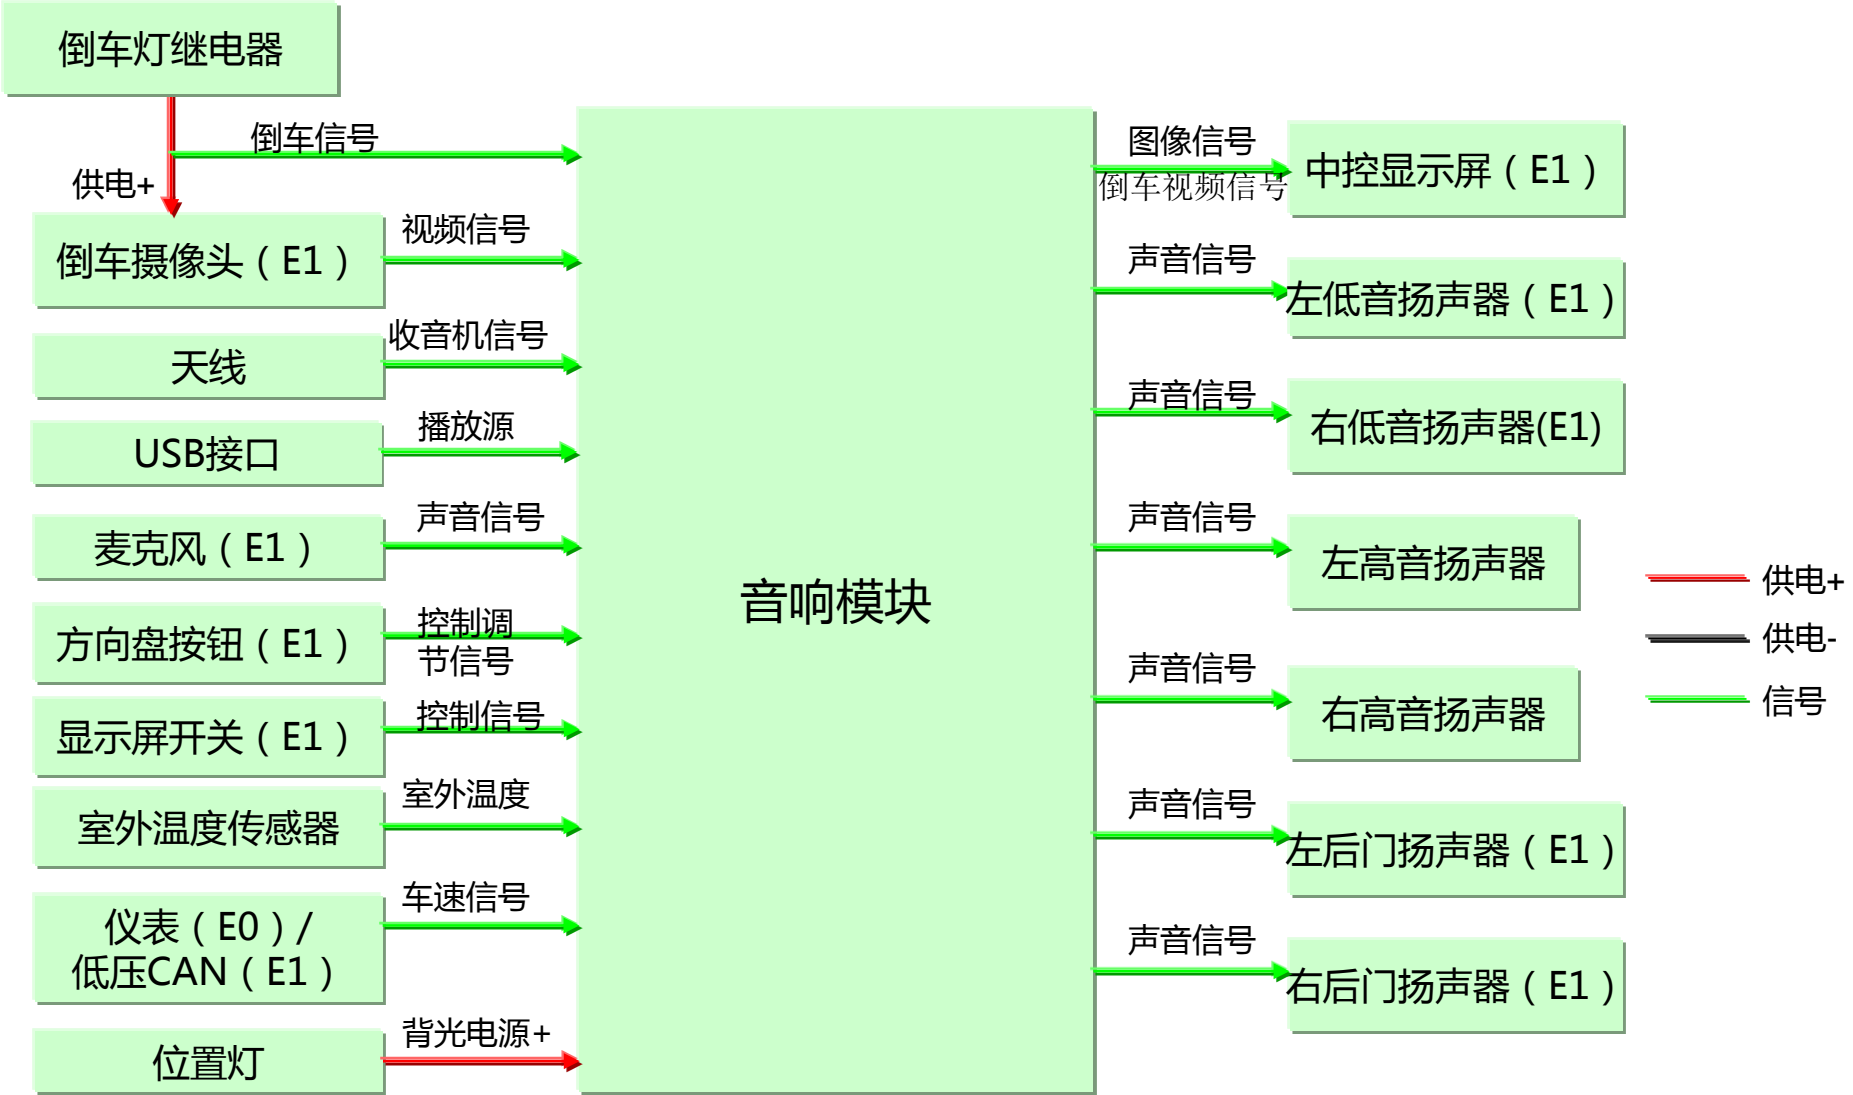 倒车灯继电器
倒车信号
供电+
倒车摄像头（E1）
视频信号
天线
收音机信号
USB接口
播放源
麦克风（E1）
声音信号
方向盘按钮（E1）
控制调
节信号
显示屏开关（E1）
控制信号
室外温度传感器
室外温度
仪表（E0）/
低压CAN（E1）
车速信号
位置灯
背光电源+
音响模块
图像信号
倒车视频信号
中控显示屏（E1）
声音信号
左低音扬声器（E1）
声音信号
右低音扬声器(E1)
声音信号
左高音扬声器
声音信号
右高音扬声器
声音信号
左后门扬声器（E1）
声音信号
右后门扬声器（E1）
供电+
供电-
信号